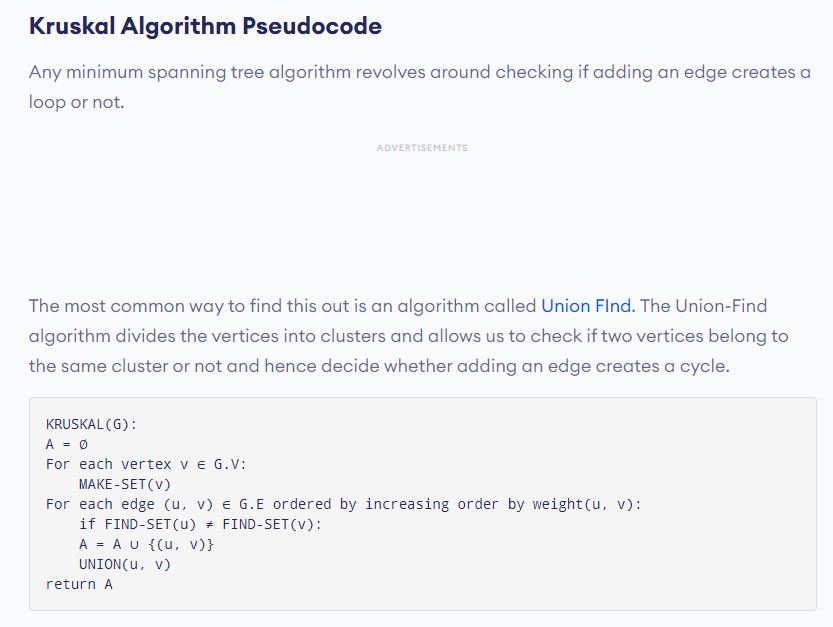 Kruskal Algorithm Pseudocode
Any minimum spanning tree algorithm revolves around checking if adding an edge creates a
loop or not.
ADVERTISEMENTS
The most common way to find this out is an algorithm called Union FInd. The Union-Find
algorithm divides the vertices into clusters and allows us to check if two vertices belong to
the same cluster or not and hence decide whether adding an edge creates a cycle.
KRUSKAL(G):
A = ∅
For each vertex v ∈ G.V:
    MAKE-SET(v)
For each edge (u, v) ∈ G.E ordered by increasing order by weight(u, v):
    if FIND-SET(u) ≠ FIND-SET(v):
    A = A ∪ {(u, v)}
    UNION(u, v)
return A